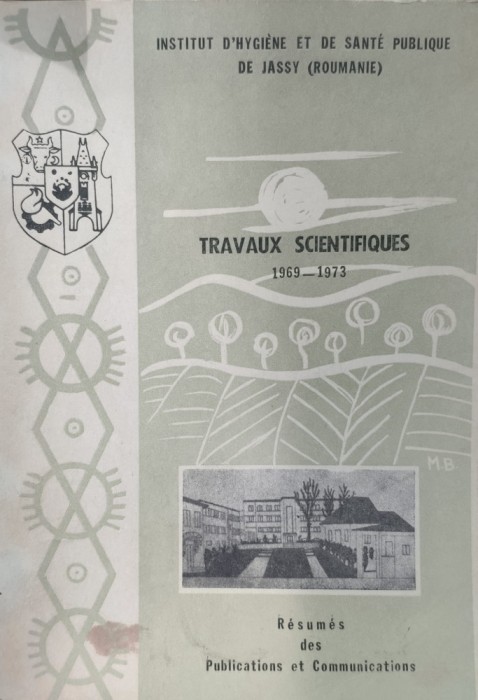 INSTITUT D'HYGIÈNE ET DE SANTÉ PUBLIQUE
DE JASSY (ROUMANIE)
TRAVAUX SCIENTIFIQUES
1969—1973
M.B
Résumés
des
Publications et Communications